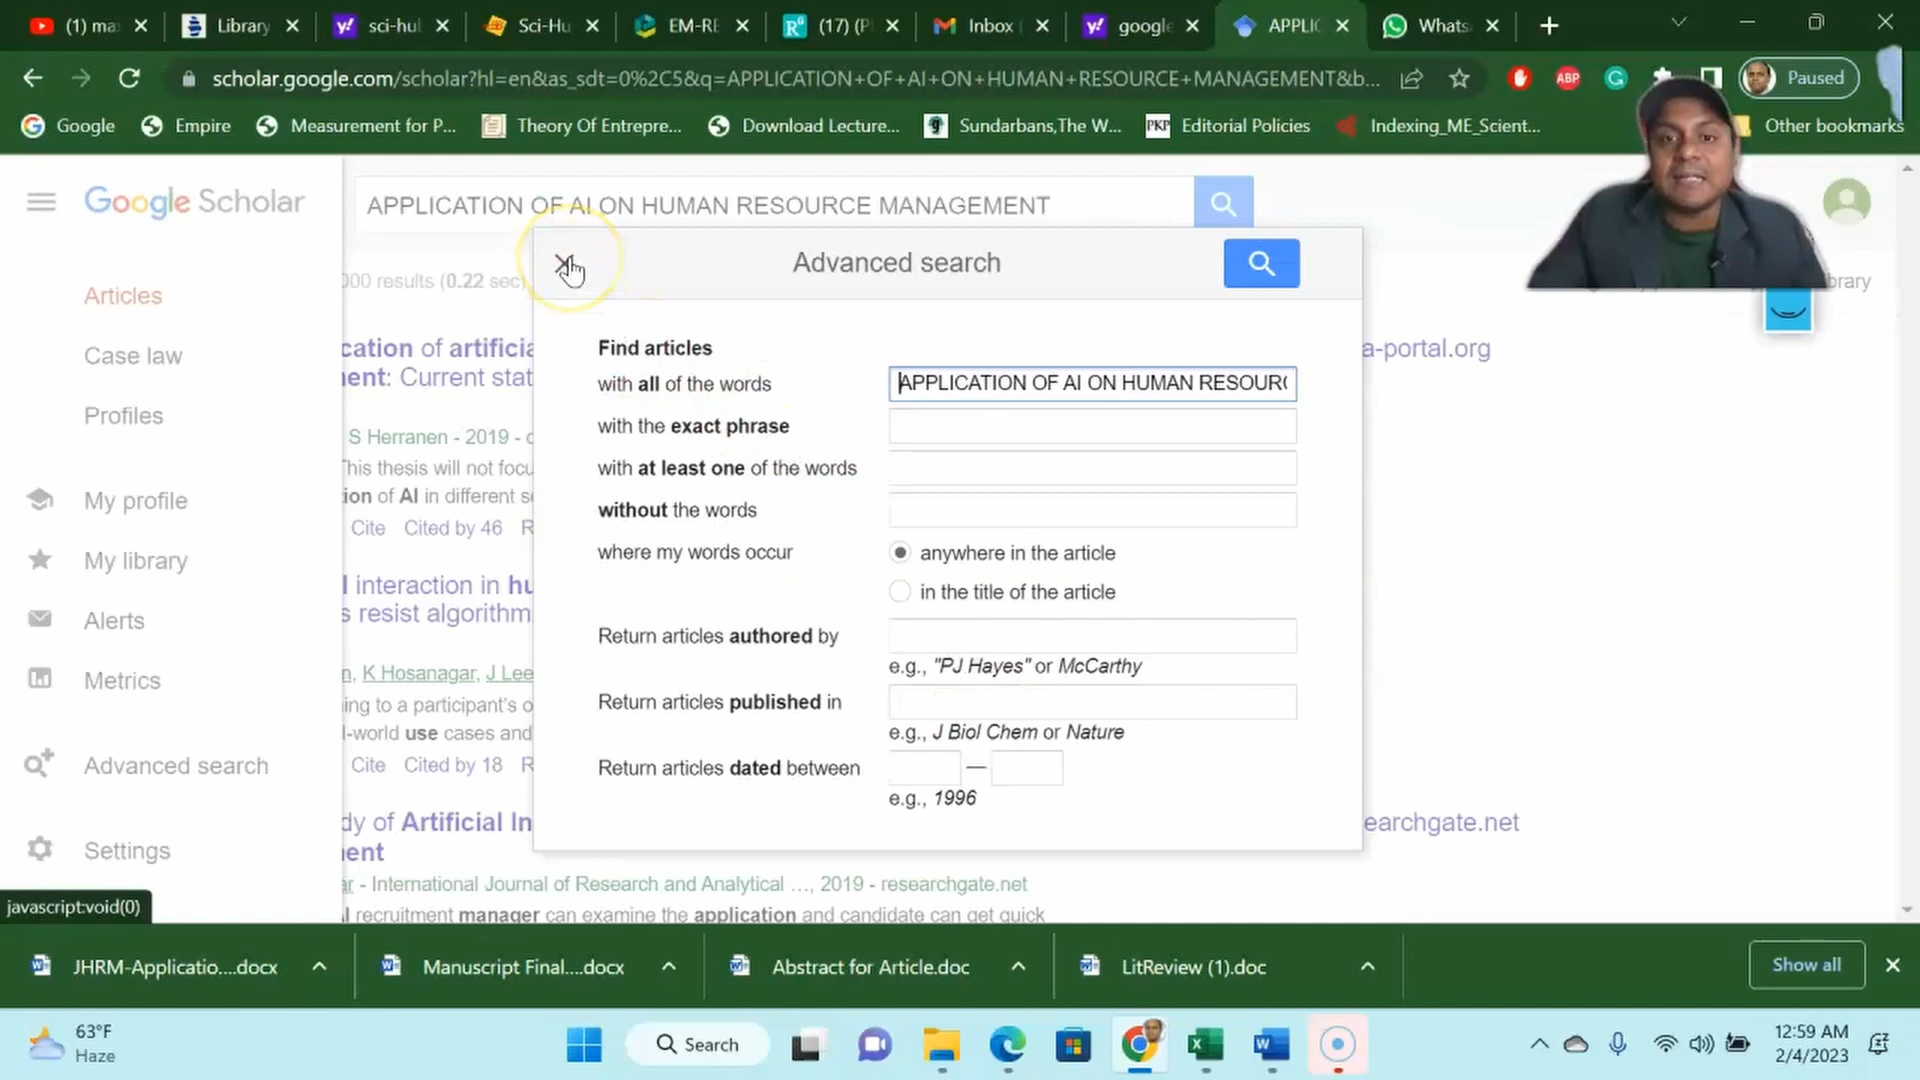 (1) ma
Library
sci-hul
Sci-Hu
EM-RE
(17) (P
Inbox (
google
APPLIC
Whats
scholar.google.com/scholar?hl=en&as_sdt=0%2C5&q=APPLICATION+OF+AI+ON+HUMAN+RESOURCE+MANAGEMENT&b...
ABP
Paused
Google
Empire
Measurement for P...
Theory Of Entrepre...
Download Lecture...
Sundarbans,The W...
PKP
Editorial Policies
Indexing_ME_Scient...
Other bookmarks
Google Scholar
APPLICATION OF AI ON HUMAN RESOURCE MANAGEMENT
Advanced search
000 results (0.22 sec)
brary
Articles
Case law
Profiles
My profile
My library
Alerts
Metrics
Advanced search
Settings
javascript:void(0)
cation of artificia
a-portal.org
ent: Current stat
S Herranen - 2019 -
This thesis will not focu
ion of AI in different s
Cite Cited by 46 R
l interaction in hu
s resist algorithm
n, K Hosanagar, J Lee
ning to a participant's o
l-world use cases and
Cite Cited by 18 R
dy of Artificial In
earchgate.net
ent
ar - International Journal of Research and Analytical ..., 2019 - researchgate.net
AI recruitment manager can examine the application and candidate can get quick
Find articles
with all of the words
APPLICATION OF AI ON HUMAN RESOURC
with the exact phrase
with at least one of the words
without the words
where my words occur
anywhere in the article
in the title of the article
Return articles authored by
e.g., "PJ Hayes" or McCarthy
Return articles published in
e.g., J Biol Chem or Nature
Return articles dated between
—
e.g., 1996
JHRM-Applicatio....docx
Manuscript Final....docx
Abstract for Article.doc
LitReview (1).doc
Show all
63°F
Haze
Search
12:59 AM
2/4/2023